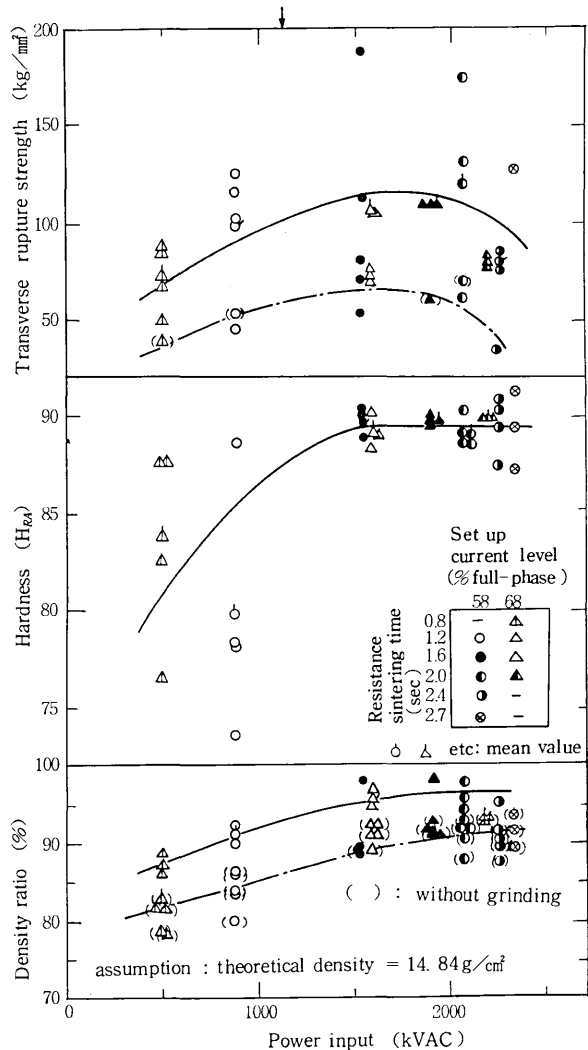 Transverse rupture strength (kg/mm²)
200
150
100
50
Hardness (HRA)
90
85
80
75
Set up
current level
(% full-phase)
58 68
Resistance
sintering time
(sec)
0.8 –
1.2
1.6
2.0
2.4 –
2.7 –
etc: mean value
Density ratio (%)
100
90
80
70
( ) : without grinding
assumption : theoretical density = 14.84 g/cm²
0 1000 2000
Power input (kVAC)